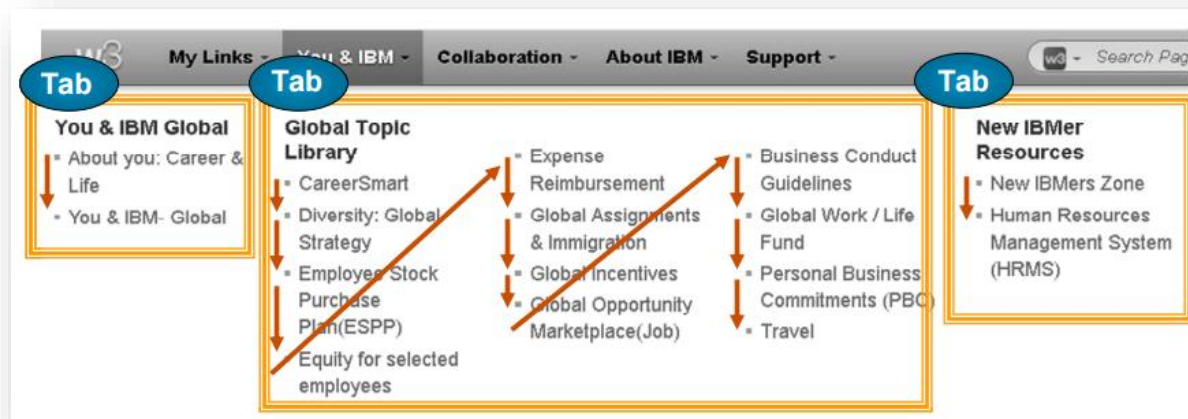 w3
My Links
You & IBM
Collaboration
About IBM
Support
w3
Search Pag
Tab
Tab
Tab
You & IBM Global
About you: Career &
Life
You & IBM- Global
Global Topic
Library
CareerSmart
Diversity: Global
Strategy
Employee Stock
Purchase
Plan(ESPP)
Equity for selected
employees
Expense
Reimbursement
Global Assignments
& Immigration
Global Incentives
Global Opportunity
Marketplace(Job)
Business Conduct
Guidelines
Global Work / Life
Fund
Personal Business
Commitments (PBC)
Travel
New IBMer
Resources
New IBMers Zone
Human Resources
Management System
(HRMS)